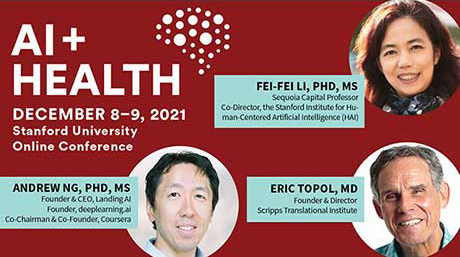 AI +
HEALTH
DECEMBER 8–9, 2021
Stanford University
Online Conference
FEI-FEI LI, PHD, MS
Sequoia Capital Professor
Co-Director, the Stanford Institute for Hu-
man-Centered Artificial Intelligence (HAI)
ANDREW NG, PHD, MS
Founder & CEO, Landing AI
Founder, deeplearning.ai
Co-Chairman & Co-Founder, Coursera
ERIC TOPOL, MD
Founder & Director
Scripps Translational Institute